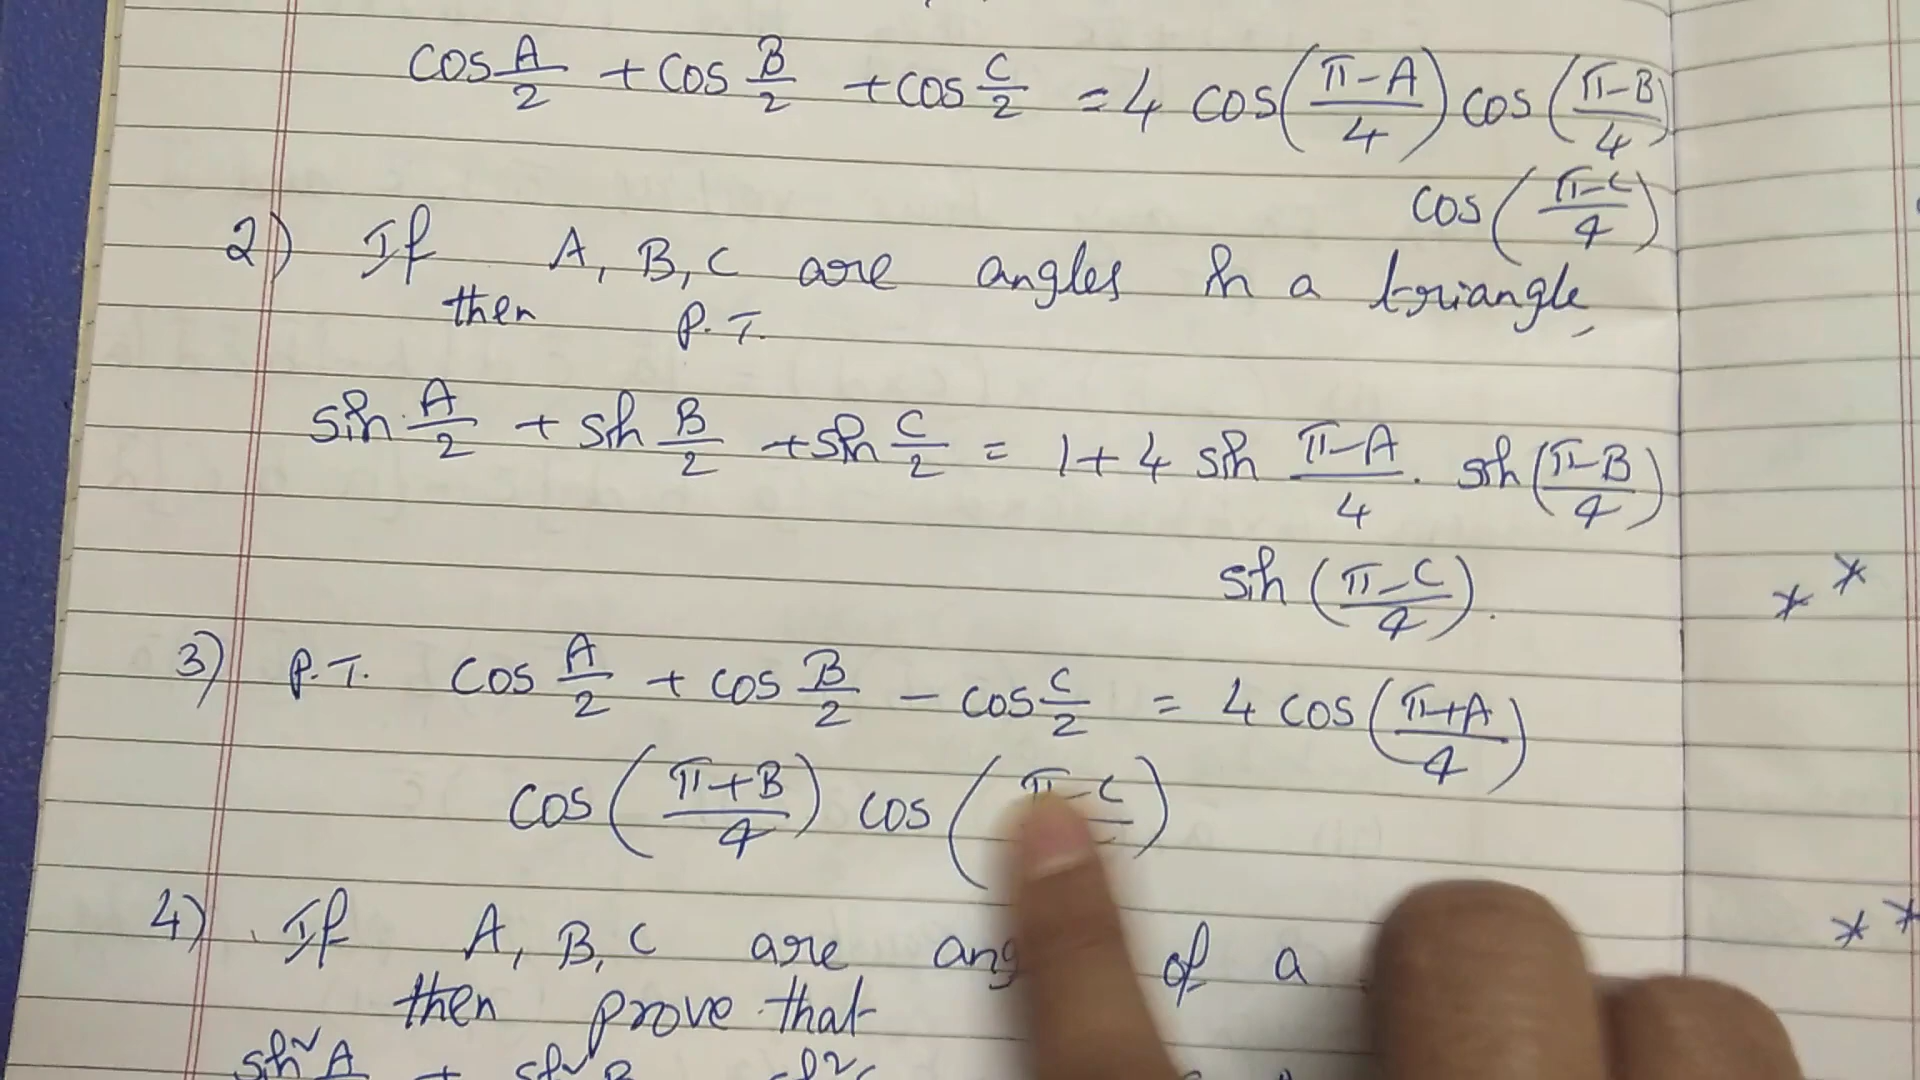 cos A/2 + cos B/2 + cos C/2 = 4 cos(π-A/4) cos(π-B/4
cos(π-C/4)
2) If A, B, C are angles in a triangle,
then P.T.
sin A/2 + sin B/2 + sin C/2 = 1 + 4 sin π-A/4 . sin(π-B/4)
sin(π-C/4).
3) P.T. cos A/2 + cos B/2 - cos C/2 = 4 cos(π+A/4)
cos(π+B/4) cos(π-C
4) If A, B, C are ang of a
then prove that